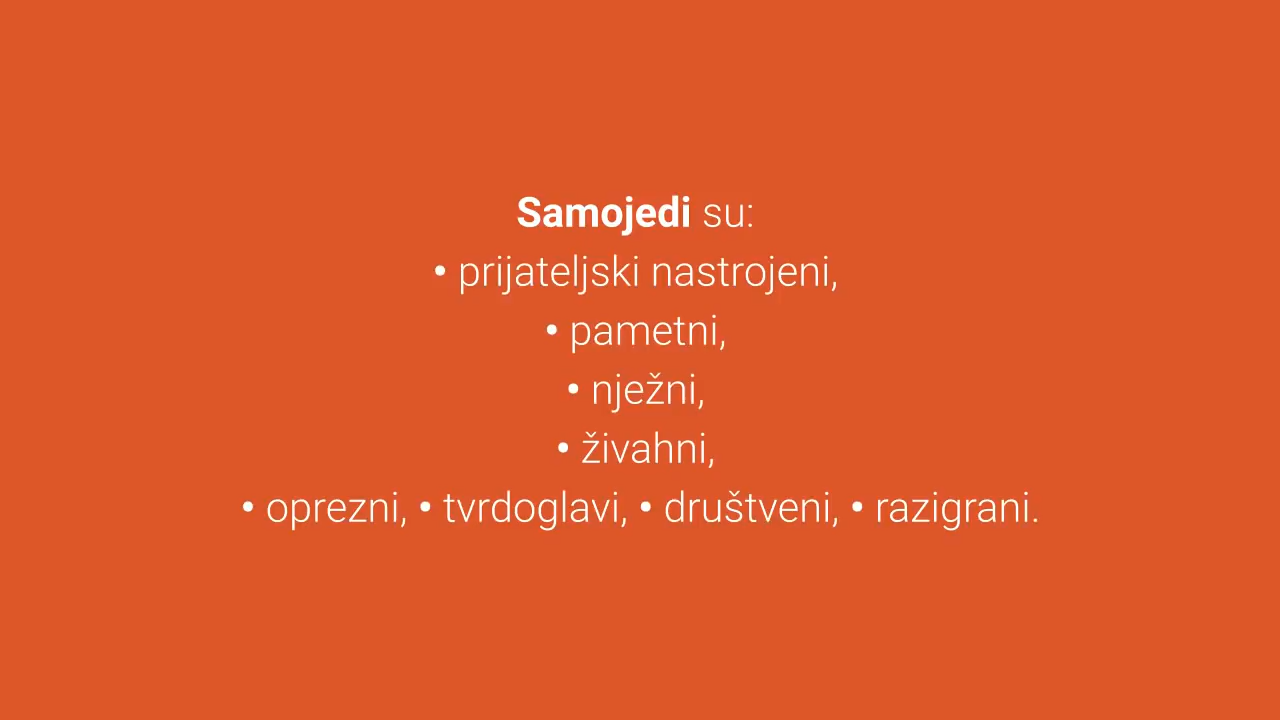 Samojedi su:
• prijateljski nastrojeni,
• pametni,
• nježni,
• živahni,
• oprezni, • tvrdoglavi, • društveni, • razigrani.